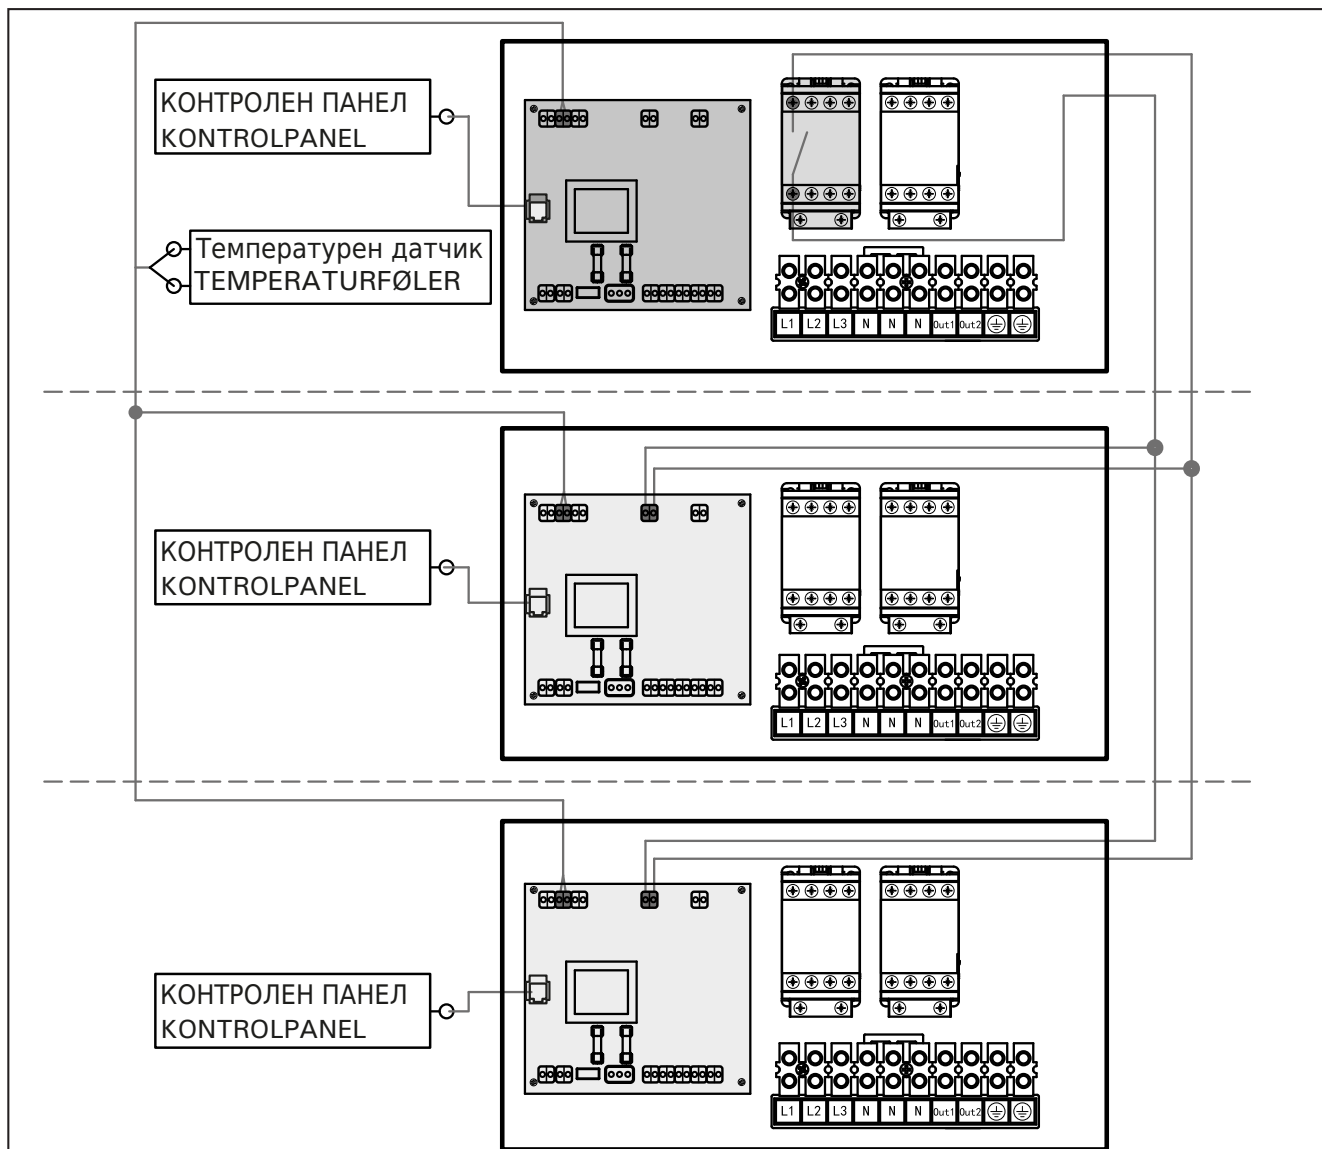 КОНТРОЛЕН ПАНЕЛ
KONTROLPANEL
Температурен датчик
TEMPERATURFØLER
L1 L2 L3 N N N Out1 Out2
КОНТРОЛЕН ПАНЕЛ
KONTROLPANEL
L1 L2 L3 N N N Out1 Out2
КОНТРОЛЕН ПАНЕЛ
KONTROLPANEL
L1 L2 L3 N N N Out1 Out2